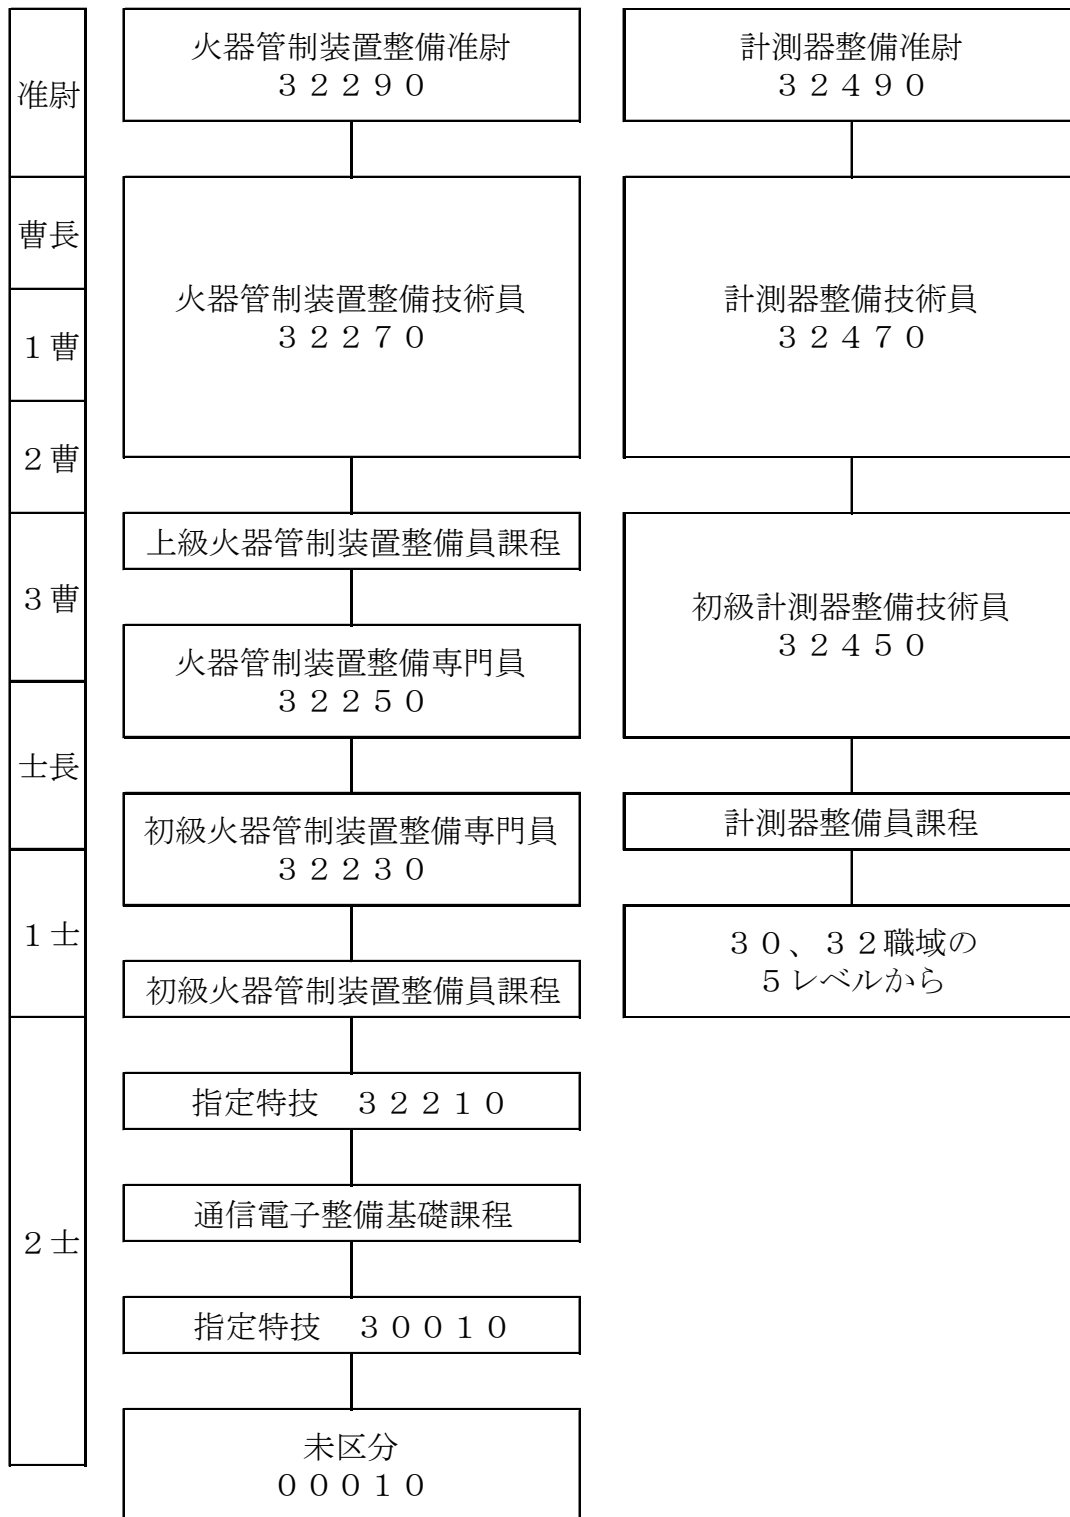 准尉
曹長
１曹
２曹
３曹
士長
１士
２士
火器管制装置整備准尉
３２２９０
火器管制装置整備技術員
３２２７０
上級火器管制装置整備員課程
火器管制装置整備専門員
３２２５０
初級火器管制装置整備専門員
３２２３０
初級火器管制装置整備員課程
指定特技　３２２１０
通信電子整備基礎課程
指定特技　３００１０
未区分
０００１０
計測器整備准尉
３２４９０
計測器整備技術員
３２４７０
初級計測器整備技術員
３２４５０
計測器整備員課程
３０、３２職域の
５レベルから